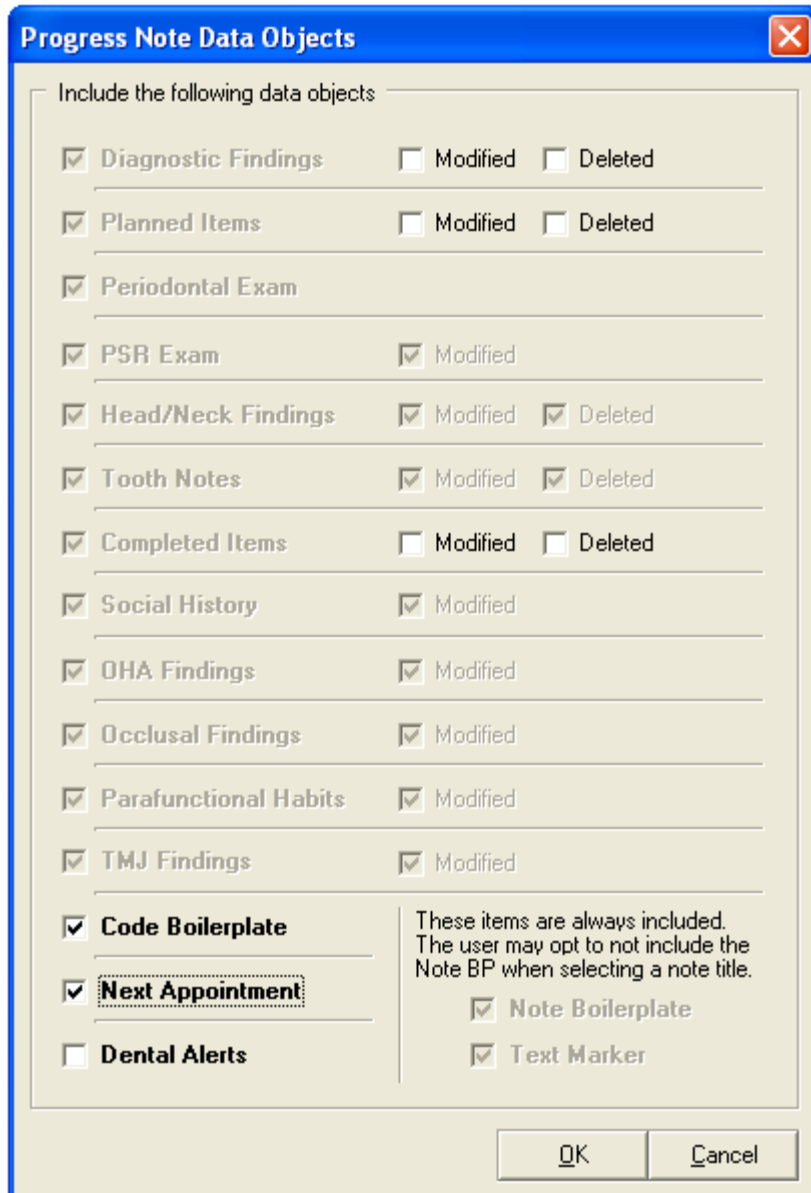 Progress Note Data Objects
Include the following data objects
Diagnostic Findings Modified Deleted
Planned Items Modified Deleted
Periodontal Exam
PSR Exam Modified
Head/Neck Findings Modified Deleted
Tooth Notes Modified Deleted
Completed Items Modified Deleted
Social History Modified
OHA Findings Modified
Occlusal Findings Modified
Parafunctional Habits Modified
TMJ Findings Modified
Code Boilerplate
Next Appointment
Dental Alerts
These items are always included.
The user may opt to not include the
Note BP when selecting a note title.
Note Boilerplate
Text Marker
OK Cancel